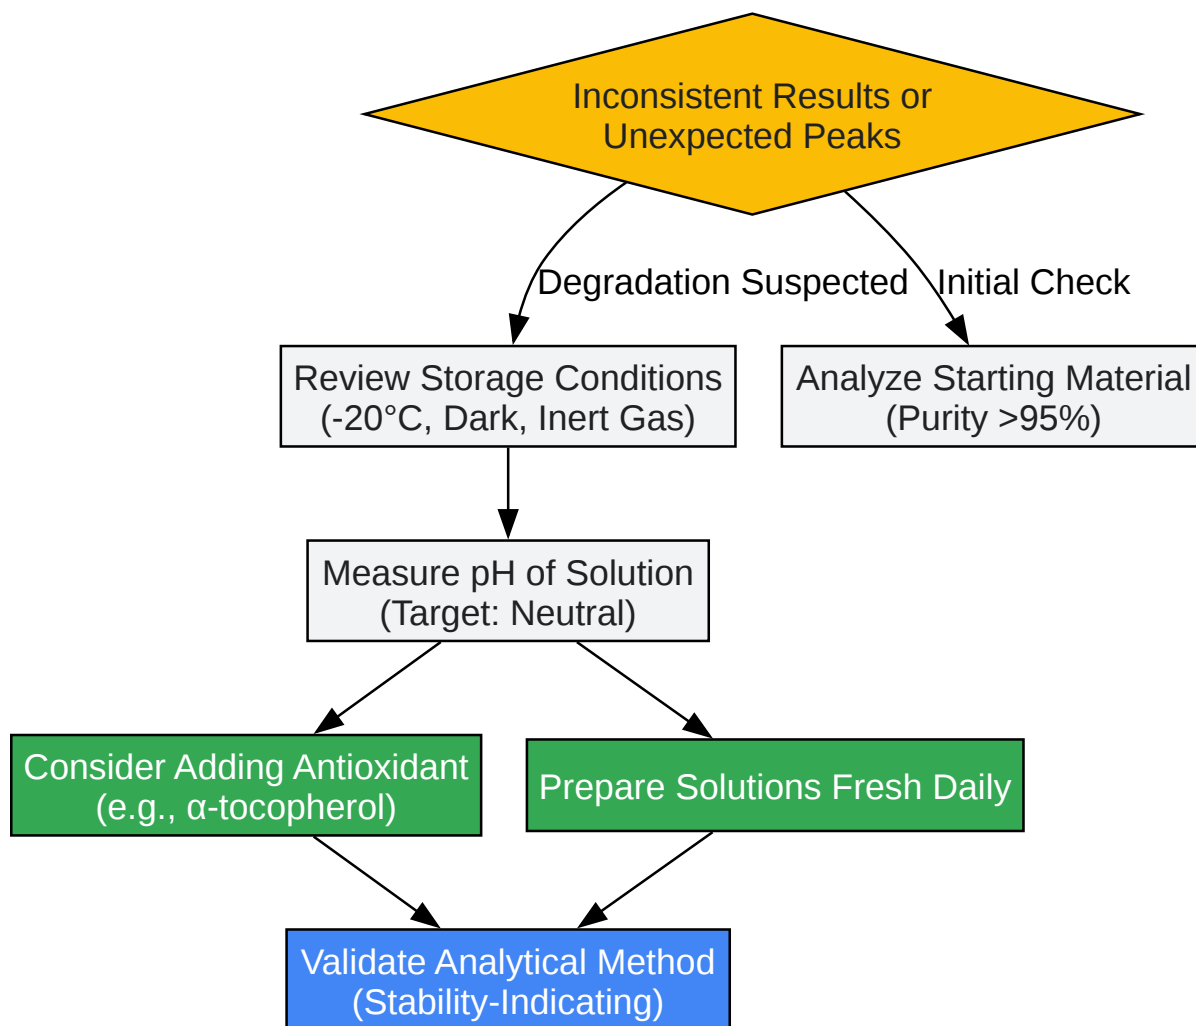 Inconsistent Results or
Unexpected Peaks
Degradation Suspected
Initial Check
Review Storage Conditions
(-20°C, Dark, Inert Gas)
Analyze Starting Material
(Purity >95%)
Measure pH of Solution
(Target: Neutral)
Consider Adding Antioxidant
(e.g., α-tocopherol)
Prepare Solutions Fresh Daily
Validate Analytical Method
(Stability-Indicating)